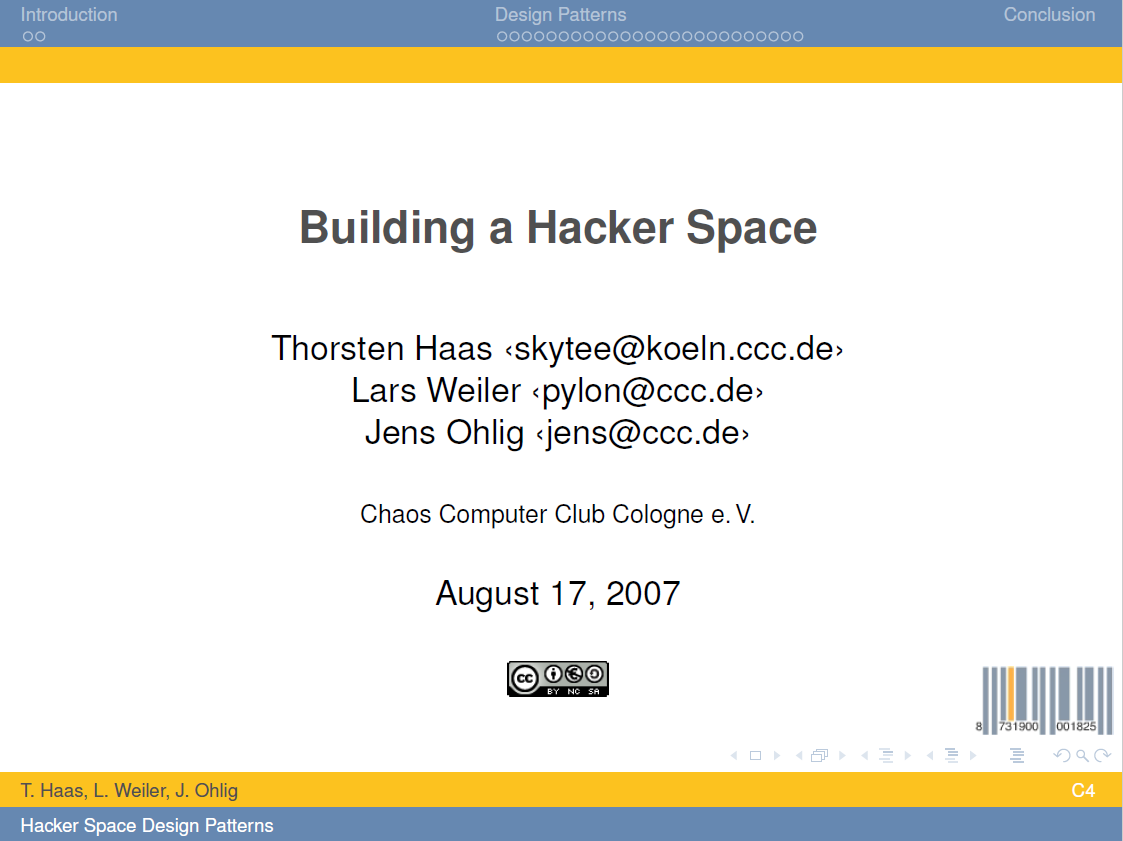 Introduction
Design Patterns
Conclusion
Building a Hacker Space
Thorsten Haas ‹skytee@koeln.ccc.de›
Lars Weiler ‹pylon@ccc.de›
Jens Ohlig ‹jens@ccc.de›
Chaos Computer Club Cologne e. V.
August 17, 2007
cc BY NC SA
8 731900 001825
T. Haas, L. Weiler, J. Ohlig
C4
Hacker Space Design Patterns